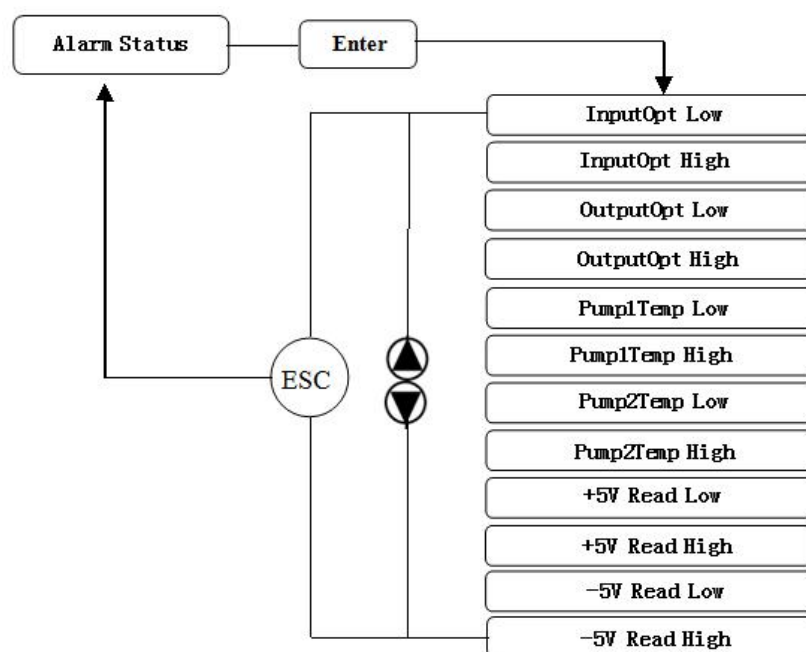 Alarm Status
Enter
InputOpt Low
InputOpt High
OutputOpt Low
OutputOpt High
Pump1Temp Low
Pump1Temp High
ESC
Pump2Temp Low
Pump2Temp High
+5V Read Low
+5V Read High
-5V Read Low
-5V Read High